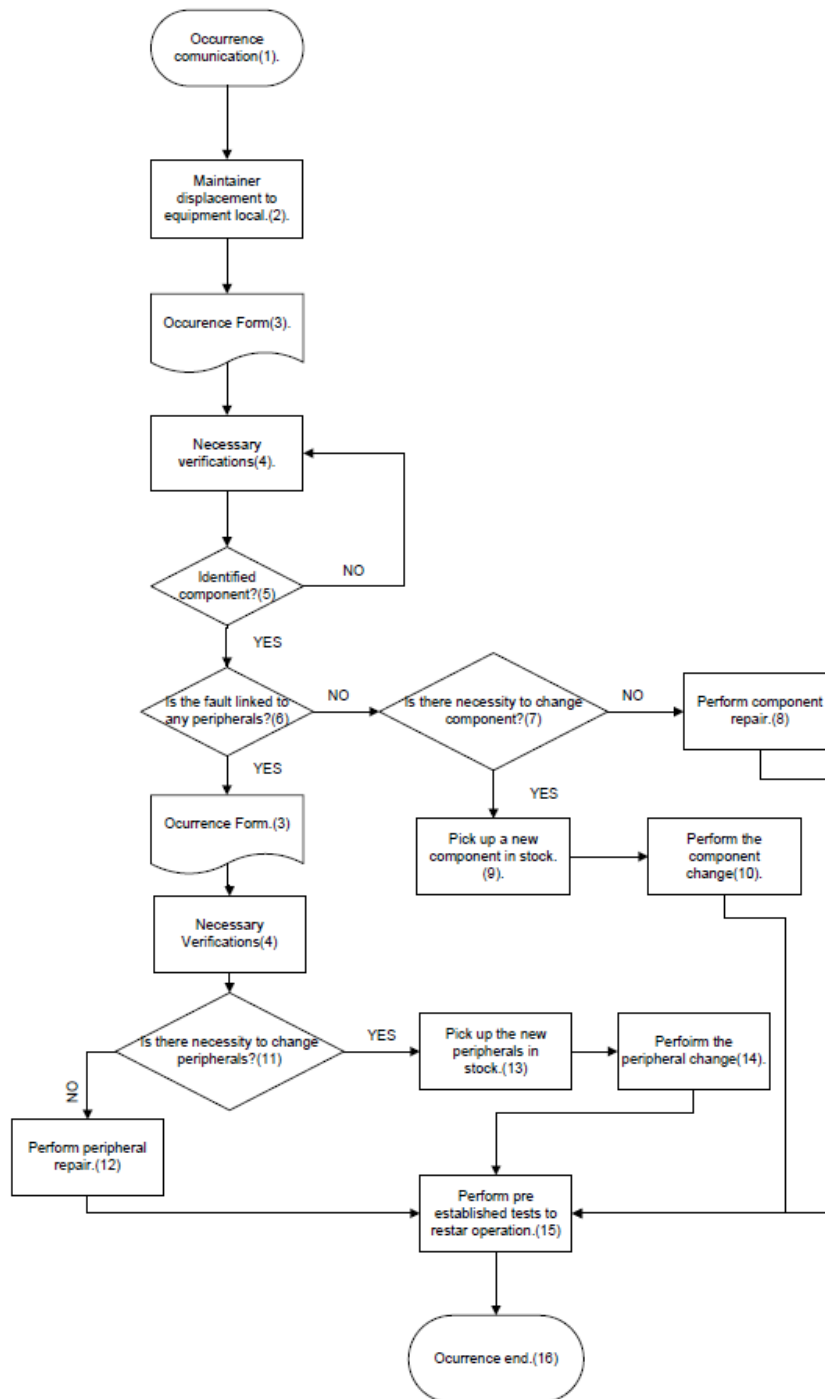 Occurrence
comunication(1).
Maintainer
displacement to
equipment local.(2).
Occurence Form(3).
Necessary
verifications(4).
Identified
component?(5)
NO
YES
Is the fault linked to
any peripherals?(6)
NO
Is there necessity to change
component?(7)
NO
Perform component
repair.(8)
YES
YES
Ocurrence Form.(3)
Pick up a new
component in stock.
(9).
Perform the
component
change(10).
Necessary
Verifications(4)
Is there necessity to change
peripherals?(11)
YES
Pick up the new
peripherals in
stock.(13)
Perfoirm the
peripheral change(14).
NO
Perform peripheral
repair.(12)
Perform pre
established tests to
restar operation.(15)
Ocurrence end.(16)